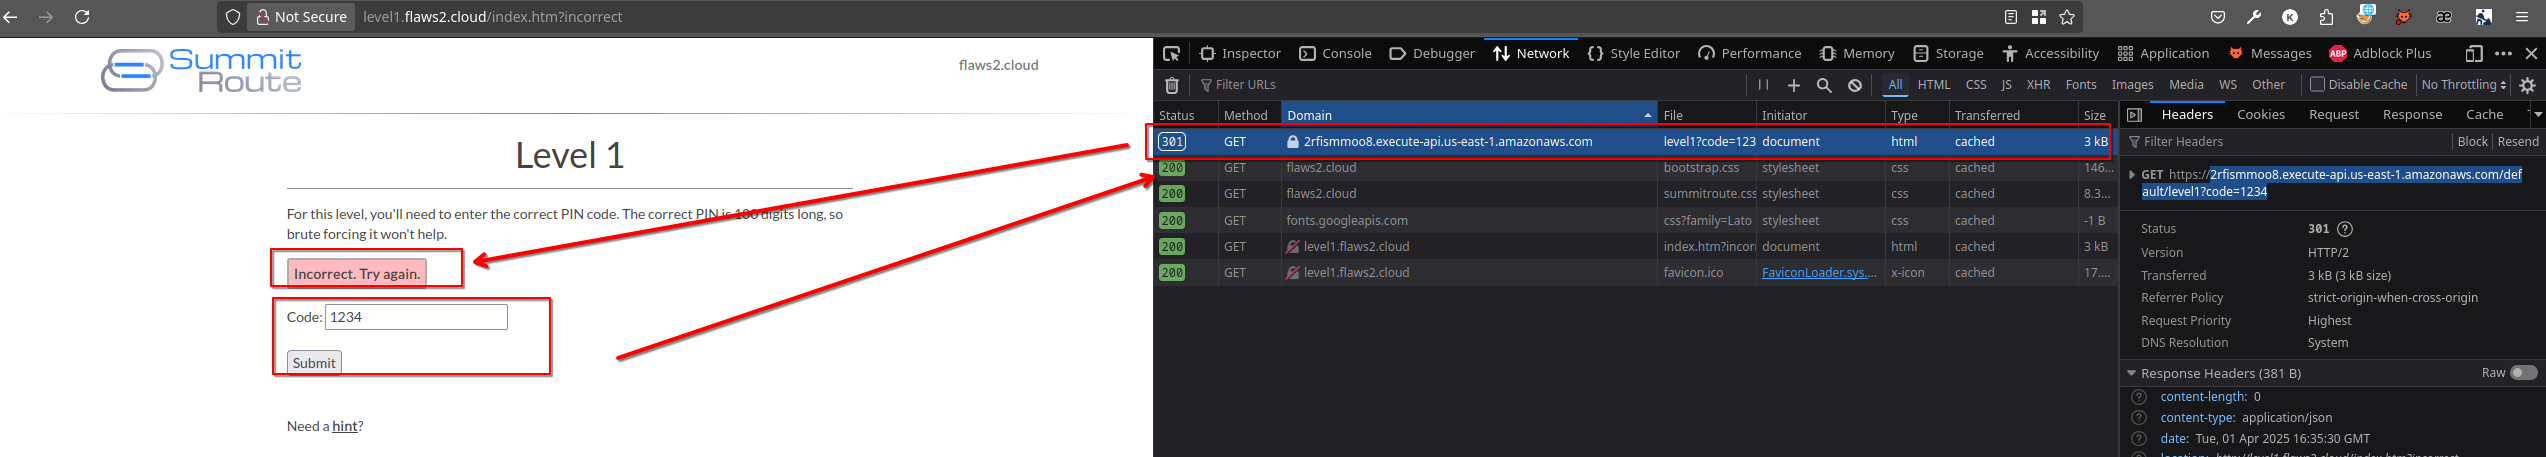 Not Secure
level1.flaws2.cloud/index.htm?incorrect
Summit
Route
flaws2.cloud
Level 1
For this level, you'll need to enter the correct PIN code. The correct PIN is 100 digits long, so
brute forcing it won't help.
Incorrect. Try again.
Code: 1234
Submit
Need a hint?
Inspector Console Debugger Network Style Editor Performance Memory Storage Accessibility Application Messages ABP Adblock Plus
Filter URLs All HTML CSS JS XHR Fonts Images Media WS Other Disable Cache No Throttling
Status Method Domain File Initiator Type Transferred Size
301 GET 2rfismmoo8.execute-api.us-east-1.amazonaws.com level1?code=123 document html cached 3 kB
200 GET flaws2.cloud bootstrap.css stylesheet css cached 146...
200 GET flaws2.cloud summitroute.css stylesheet css cached 8.3...
200 GET fonts.googleapis.com css?family=Lato stylesheet css cached -1 B
200 GET level1.flaws2.cloud index.htm?incorr document html cached 3 kB
200 GET level1.flaws2.cloud favicon.ico FaviconLoader.sys.... x-icon cached 17....
Headers Cookies Request Response Cache
Filter Headers Block Resend
GET https://2rfismmoo8.execute-api.us-east-1.amazonaws.com/def
ault/level1?code=1234
Status 301
Version HTTP/2
Transferred 3 kB (3 kB size)
Referrer Policy strict-origin-when-cross-origin
Request Priority Highest
DNS Resolution System
Response Headers (381 B) Raw
content-length: 0
content-type: application/json
date: Tue, 01 Apr 2025 16:35:30 GMT